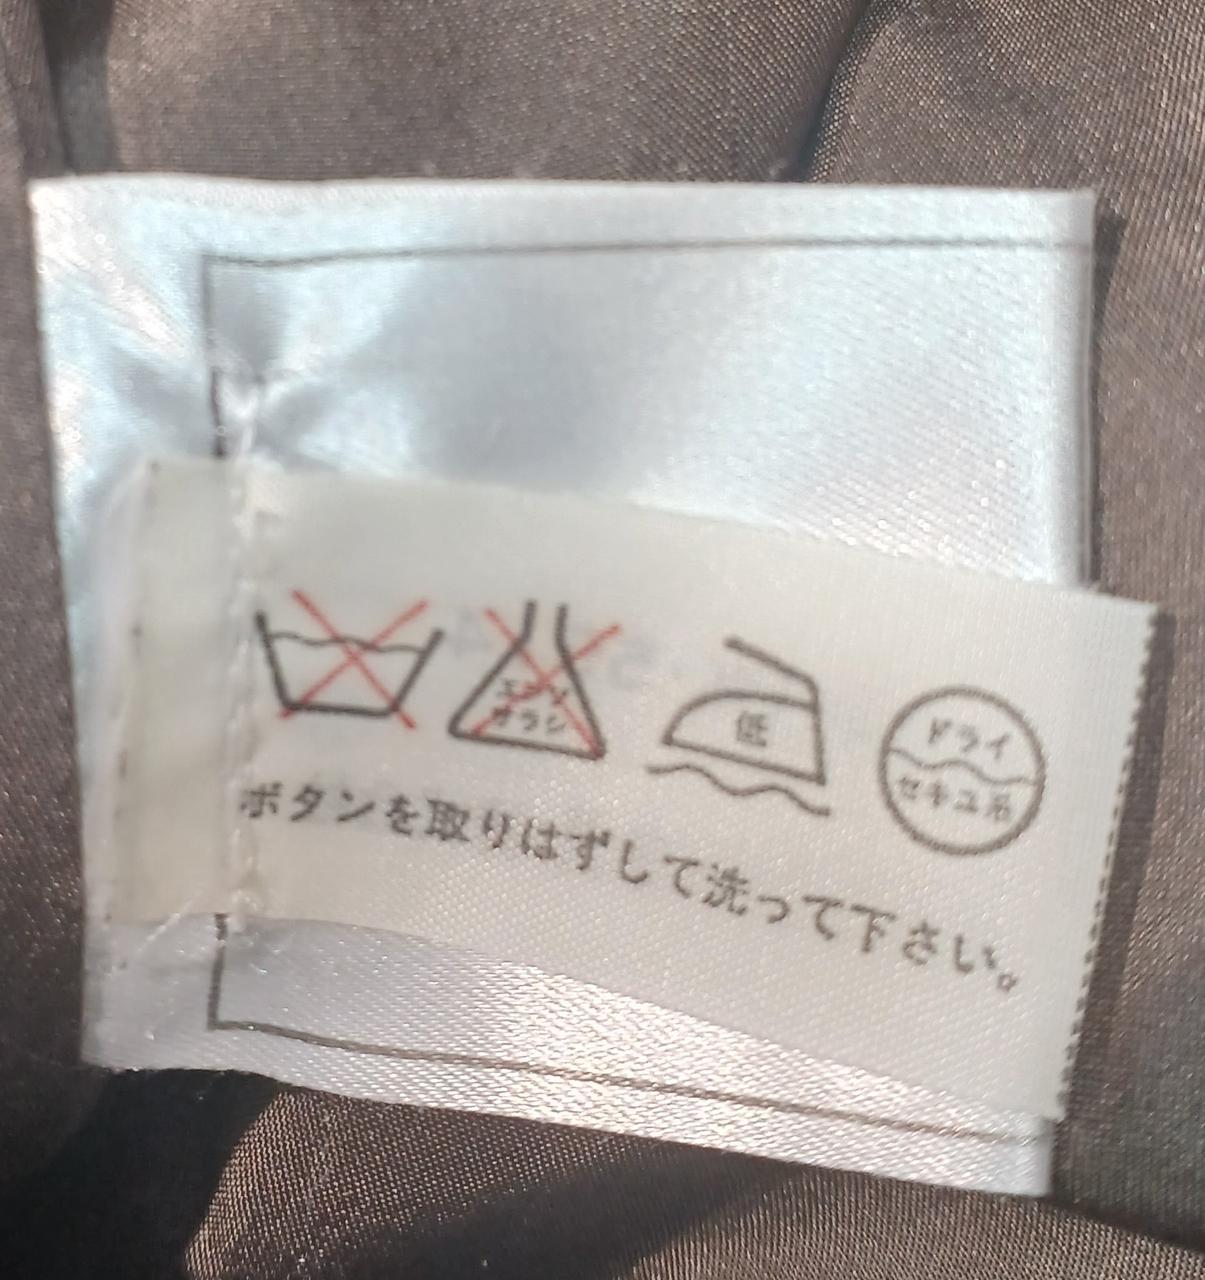 エンソ
サラシ
低
ドライ
セキユ系
ボタンを取りはずして洗って下さい。